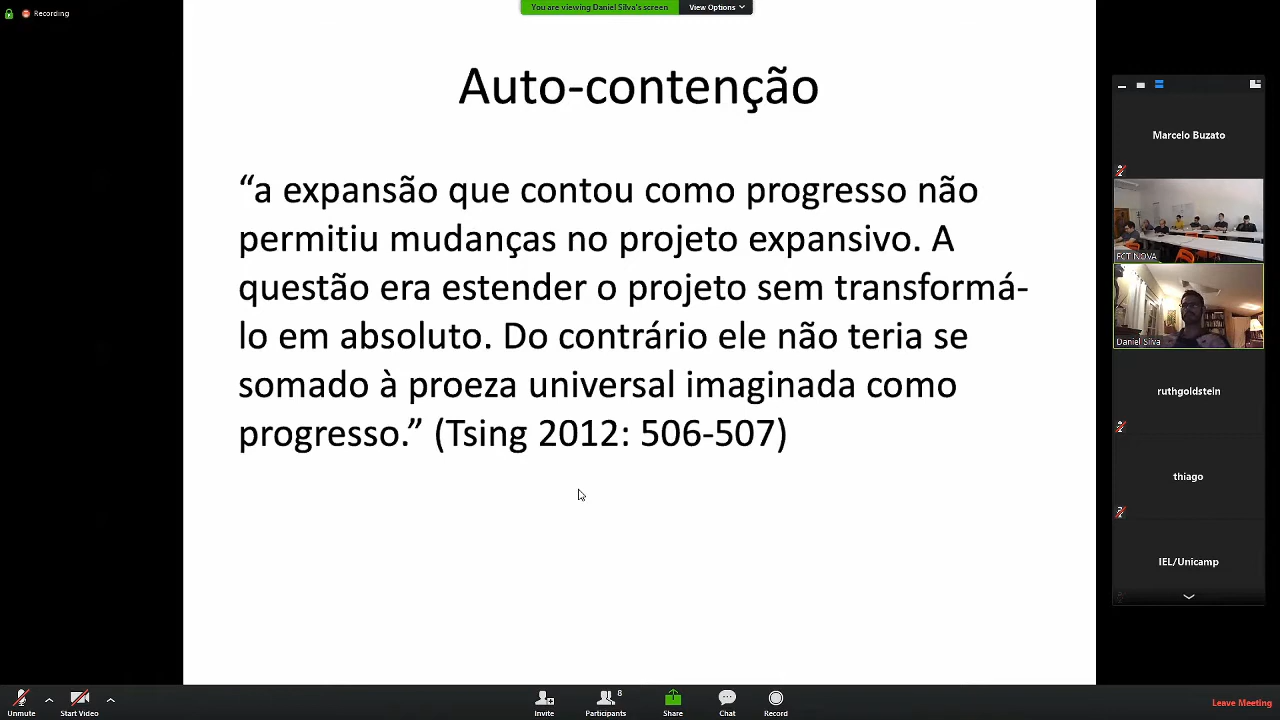 Recording
You are viewing Daniel Silva's screen
View Options
Auto-contenção
“a expansão que contou como progresso não
permitiu mudanças no projeto expansivo. A
questão era estender o projeto sem transformá-
lo em absoluto. Do contrário ele não teria se
somado à proeza universal imaginada como
progresso.” (Tsing 2012: 506-507)
Marcelo Buzato
FCT NOVA
Daniel Silva
ruthgoldstein
thiago
IEL/Unicamp
Unmute
Start Video
Invite
8
Participants
Share
Chat
Record
Leave Meeting